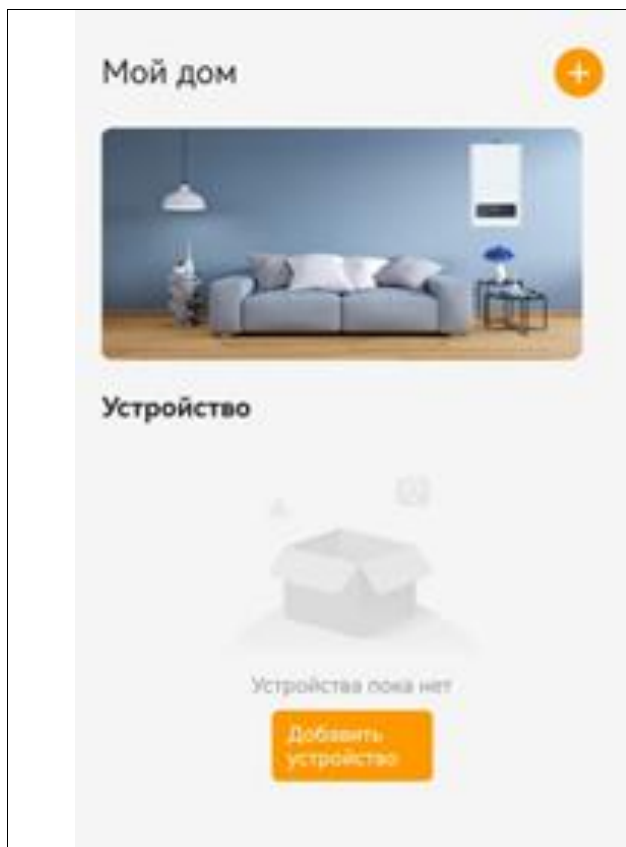 Мой дом
Устройство
Устройства пока нет
Добавить
устройство